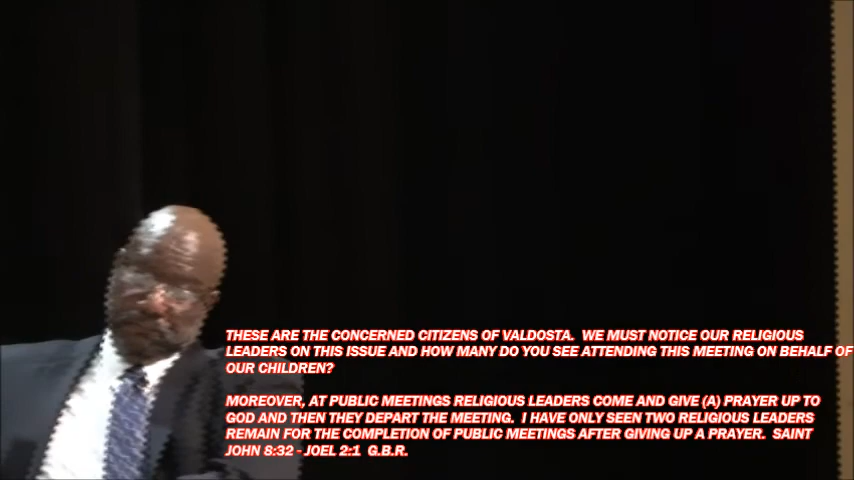 THESE ARE THE CONCERNED CITIZENS OF VALDOSTA.  WE MUST NOTICE OUR RELIGIOUS
LEADERS ON THIS ISSUE AND HOW MANY DO YOU SEE ATTENDING THIS MEETING ON BEHALF OF
OUR CHILDREN?
MOREOVER, AT PUBLIC MEETINGS RELIGIOUS LEADERS COME AND GIVE (A) PRAYER UP TO
GOD AND THEN THEY DEPART THE MEETING.  I HAVE ONLY SEEN TWO RELIGIOUS LEADERS
REMAIN FOR THE COMPLETION OF PUBLIC MEETINGS AFTER GIVING UP A PRAYER.  SAINT
JOHN 8:32 - JOEL 2:1  G.B.R.